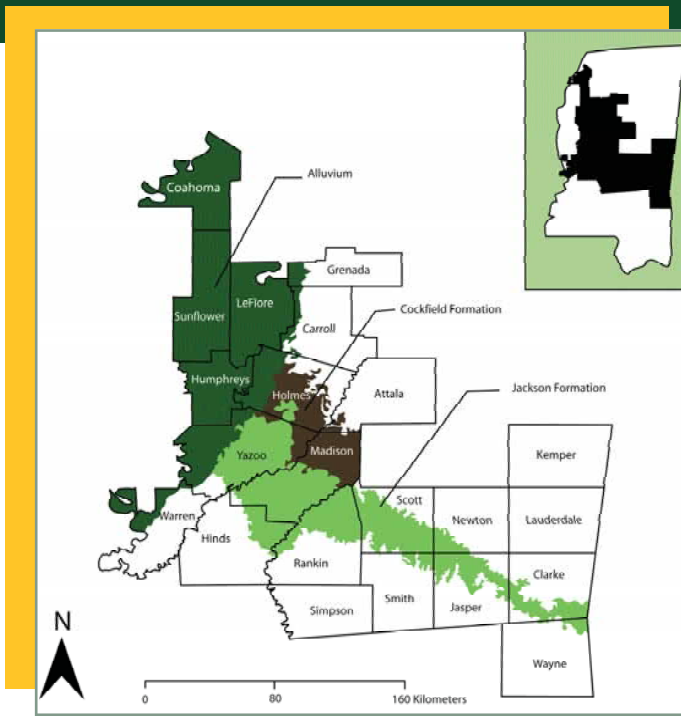 Coahoma
Alluvium
Grenada
LeFlore
Sunflower
Cockfield Formation
Carroll
Humphreys
Holmes
Attala
Jackson Formation
Yazoo
Madison
Kemper
Scott
Warren
Newton
Lauderdale
Hinds
Rankin
Clarke
Smith
Jasper
Simpson
N
Wayne
0
80
160 Kilometers